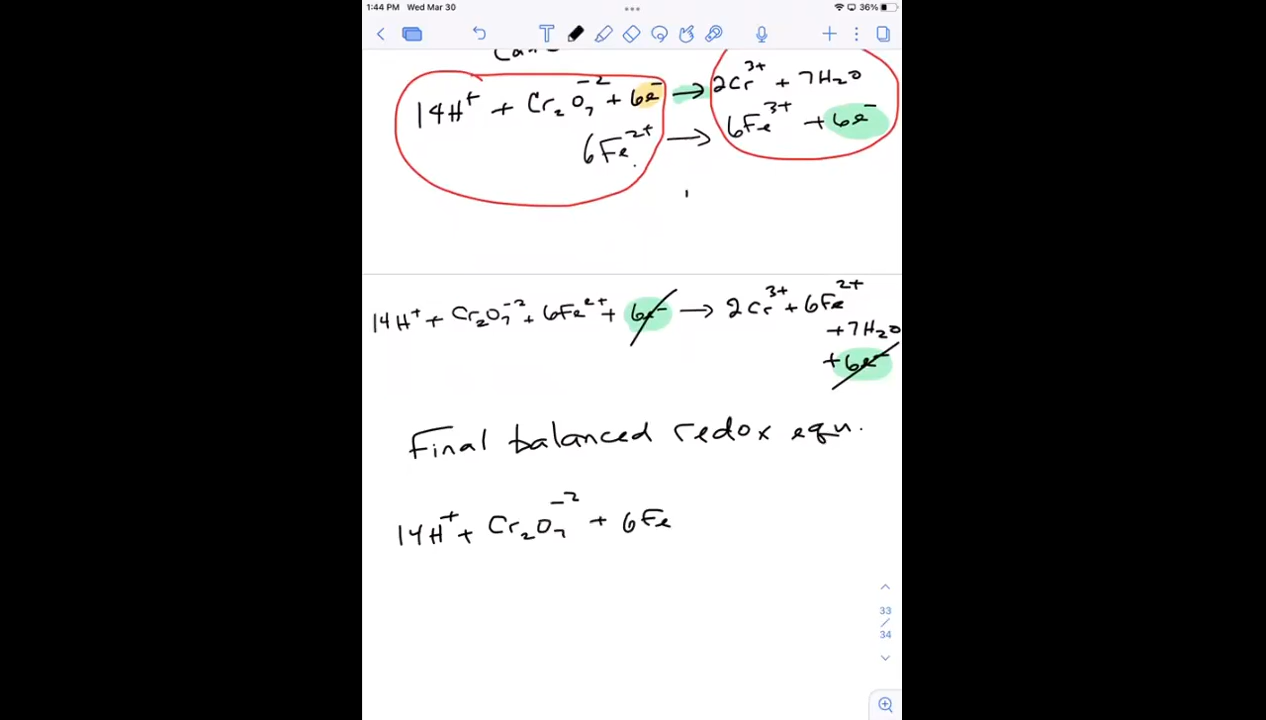 1:44 PM Wed Mar 30
36%
14H⁺ + Cr₂O₇⁻² + 6e⁻ → 2Cr³⁺ + 7H₂O
6Fe²⁺ → 6Fe³⁺ + 6e⁻
14H⁺ + Cr₂O₇⁻² + 6Fe²⁺ + 6e⁻ → 2Cr³⁺ + 6Fe²⁺
+ 7H₂O
+ 6e⁻
Final balanced redox eqn.
14H⁺ + Cr₂O₇⁻² + 6Fe
33
/
34